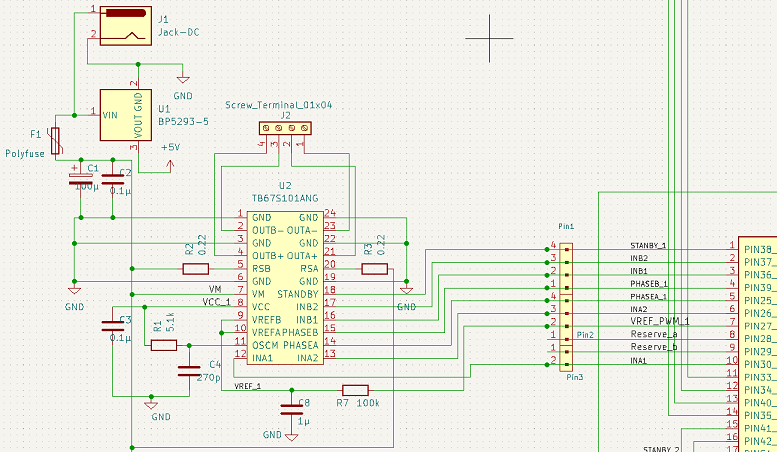 1
J1
Jack-DC
2
GND
2
1
VIN
VOUT GND
U1
BP5293-5
3
+5V
F1
Polyfuse
C1
100µ
C2
0.1µ
Screw_Terminal_01x04
J2
4
3
2
1
U2
TB67S101ANG
1
GND
GND
24
2
OUTB-
OUTA-
23
3
GND
GND
22
4
OUTB+
OUTA+
21
5
RSB
RSA
20
6
GND
GND
19
7
VM
STANDBY
18
8
VCC
INB2
17
9
VREFB
INB1
16
10
VREFA
PHASEB
15
11
OSCM
PHASEA
14
12
INA1
INA2
13
R2
0.22
R3
0.22
GND
GND
VM
VCC_1
C3
0.1µ
R1
5.1k
C4
270p
GND
VREF_1
C8
1µ
GND
R7 100k
Pin1
4
3
2
1
4
3
2
1
1
2
Pin2
Pin3
STANBY_1
INB2
INB1
PHASEB_1
PHASEA_1
INA2
VREF_PWM_1
Reserve_a
Reserve_b
INA1
1
PIN38
2
PIN37
3
PIN36
4
PIN39
5
PIN25
6
PIN26
7
PIN27
8
PIN28
9
PIN29
10
PIN30
11
PIN33
12
PIN34
13
PIN40
14
PIN35
15
PIN41
16
PIN42
17
STANBY_2